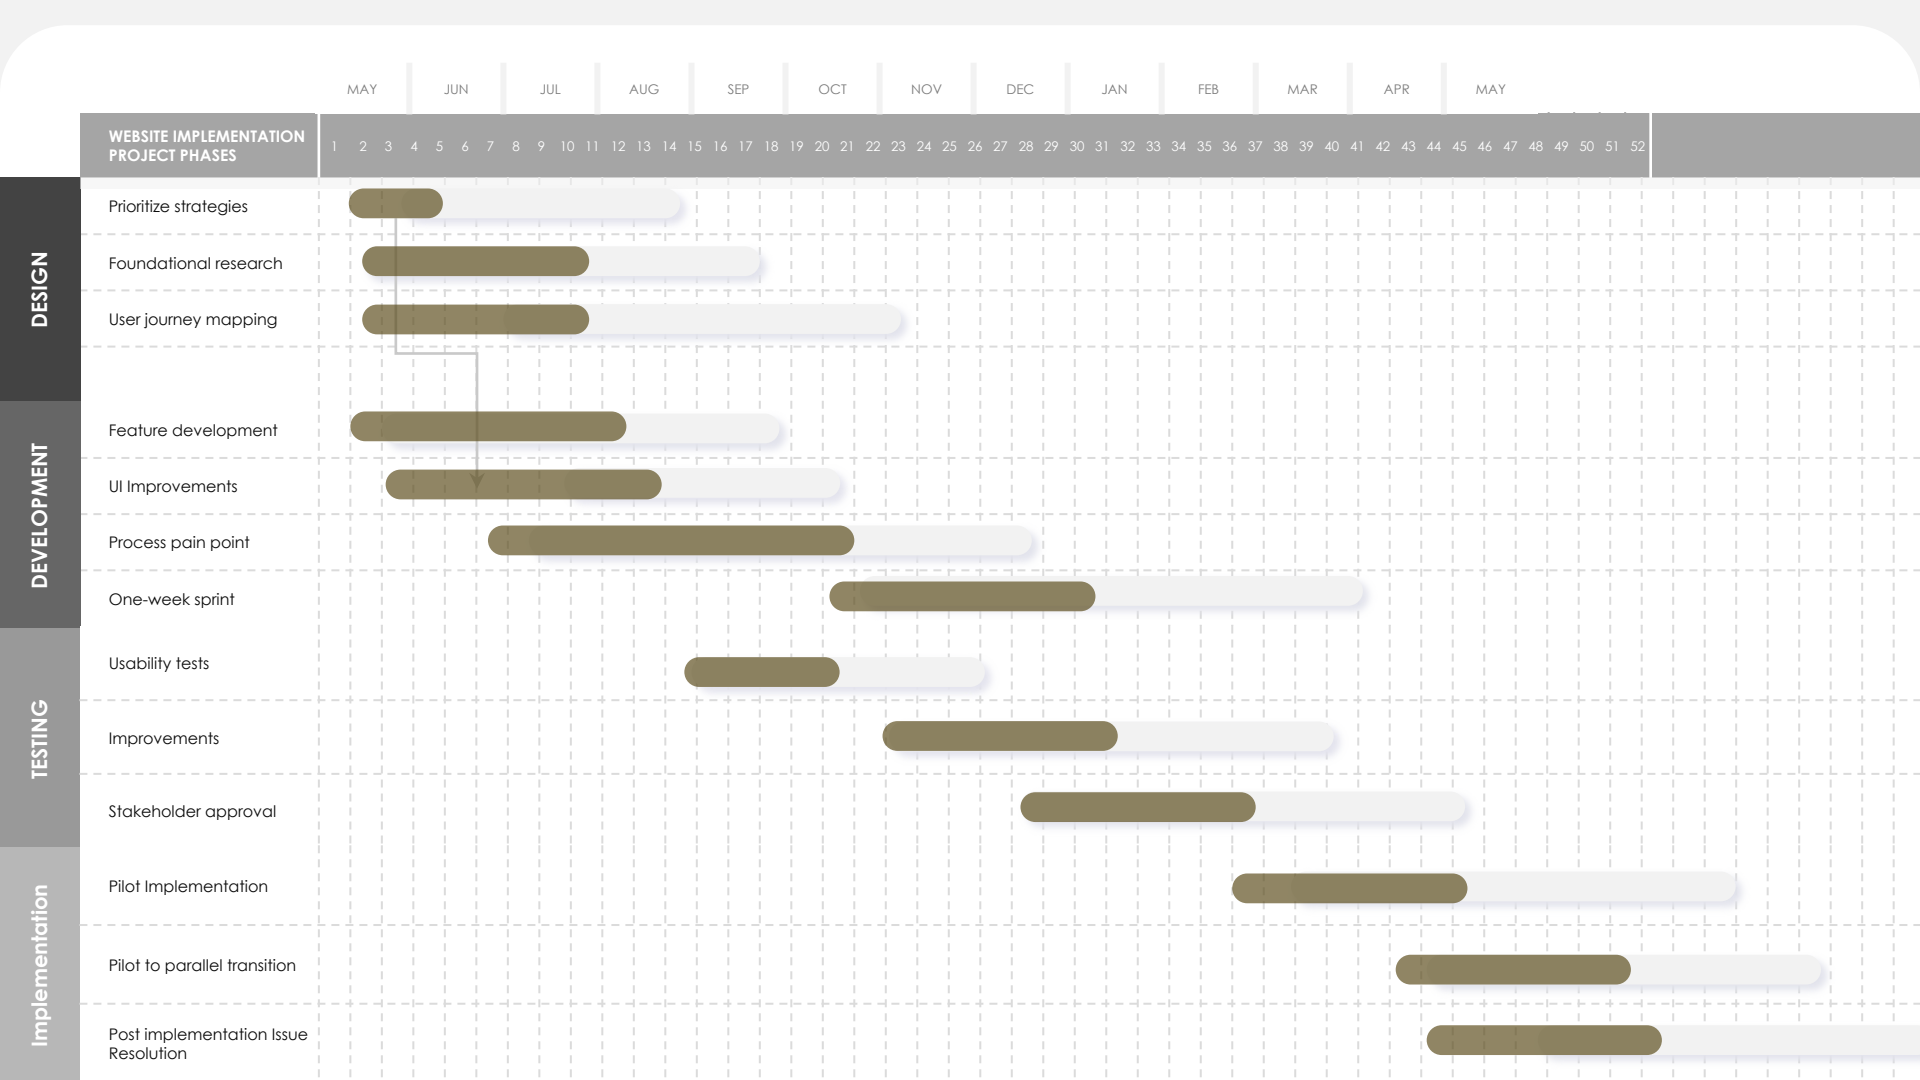 MAY JUN JUL AUG SEP OCT NOV DEC JAN FEB MAR APR MAY
WEBSITE IMPLEMENTATION
PROJECT PHASES
1 2 3 4 5 6 7 8 9 10 11 12 13 14 15 16 17 18 19 20 21 22 23 24 25 26 27 28 29 30 31 32 33 34 35 36 37 38 39 40 41 42 43 44 45 46 47 48 49 50 51 52
DESIGN
Prioritize strategies
Foundational research
User journey mapping
DEVELOPMENT
Feature development
UI Improvements
Process pain point
One-week sprint
TESTING
Usability tests
Improvements
Stakeholder approval
Implementation
Pilot Implementation
Pilot to parallel transition
Post implementation Issue
Resolution